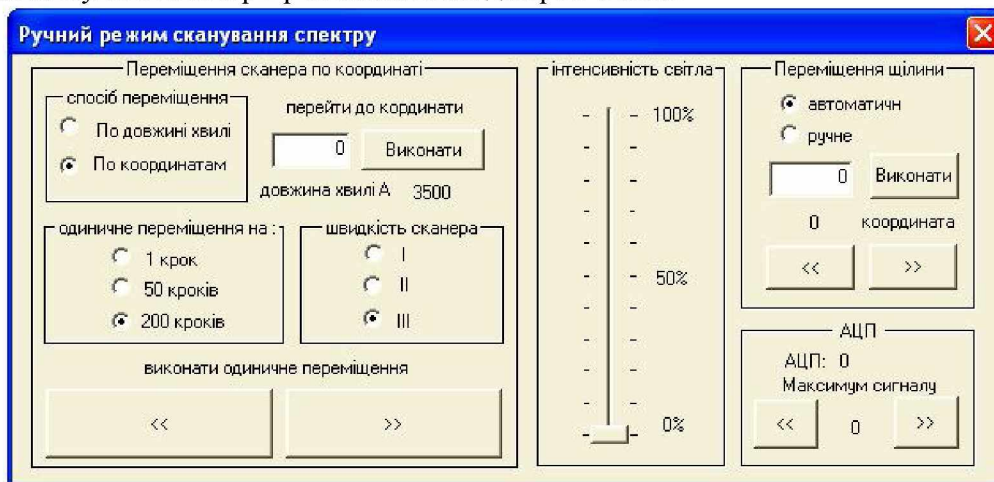 Ручний режим сканування спектру
Переміщення сканера по координаті
спосіб переміщення
По довжині хвилі
По координатам
перейти до кординати
0
Виконати
довжина хвилі А 3500
одиничне переміщення на :
1 крок
50 кроків
200 кроків
швидкість сканера
I
II
III
виконати одиничне переміщення
<<
>>
інтенсивність світла
100%
50%
0%
Переміщення щілини
автоматичн
ручне
0
Виконати
0 координата
<<
>>
АЦП
АЦП: 0
Максимум сигналу
<<
0
>>